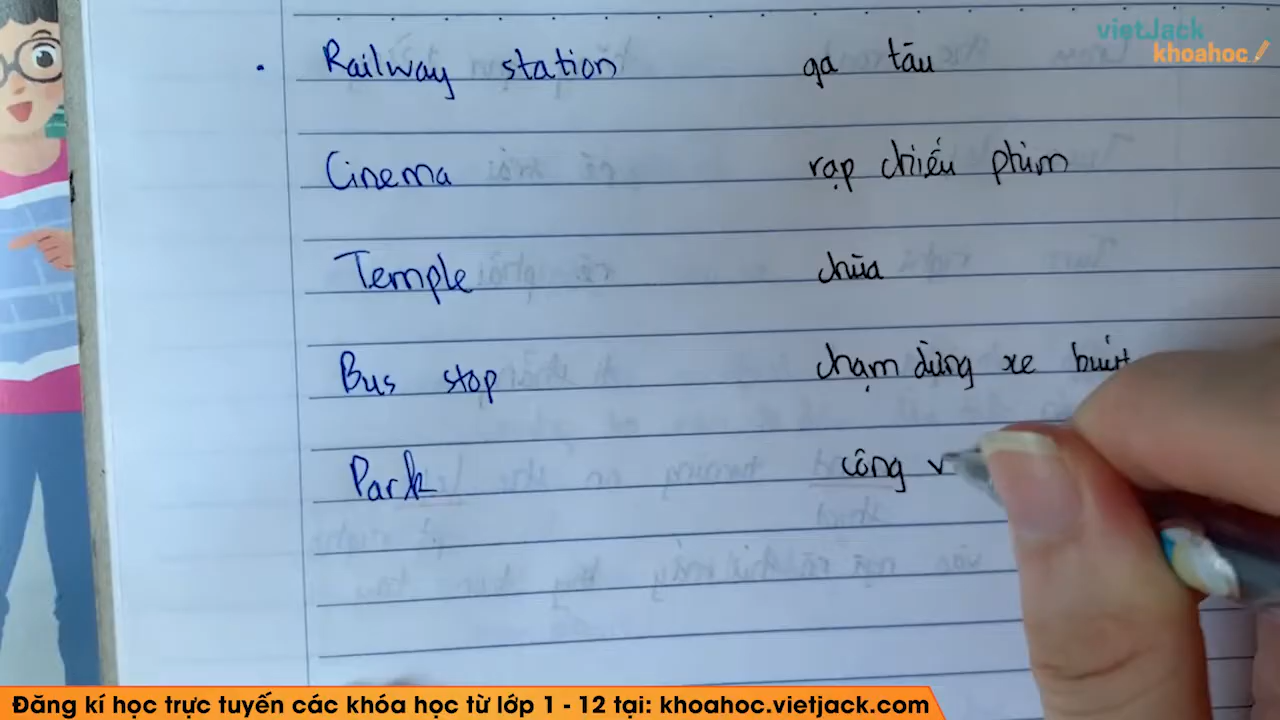 vietJack
khoahoc
Railway station ga tàu
Cinema rạp chiếu phim
Temple chùa
Bus stop chạm dừng xe buýt
Park công v
Đăng kí học trực tuyến các khóa học từ lớp 1 - 12 tại: khoahoc.vietjack.com